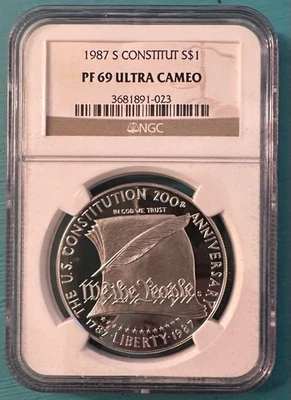 1987 S CONSTITUT S$1
PF 69 ULTRA CAMEO
3681891-023
NGC
THE U.S. CONSTITUTION 200th ANNIVERSARY
IN GOD WE TRUST
We the People
S
1787 LIBERTY 1987